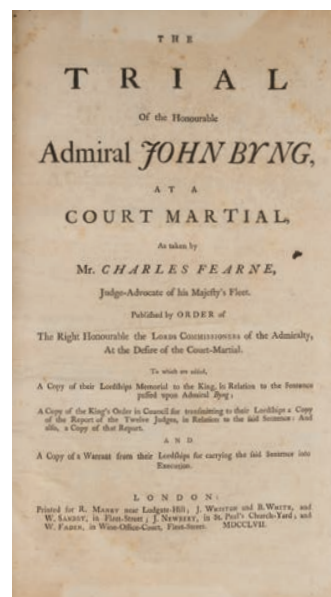 THE
TRIAL
Of the Honourable
Admiral JOHN BYNG,
AT A
COURT MARTIAL,
As taken by
Mr. CHARLES FEARNE,
Judge-Advocate of his Majesty's Fleet.
Published by ORDER of
The Right Honourable the LORDS COMMISSIONERS of the Admiralty,
At the Desire of the Court-Martial.
To which are added,
A Copy of their Lordships Memorial to the King, in Relation to the Sentence
passed upon Admiral Byng;
A Copy of the King's Order in Council for transmitting to their Lordships a Copy
of the Report of the Twelve Judges, in Relation to the said Sentence: And
also, a Copy of that Report.
AND
A Copy of a Warrant from their Lordships for carrying the said Sentence into
Execution.
LONDON:
Printed for R. MANBY near Ludgate-Hill; J. WHISTON and B. WHITE, and
W. SANDBY, in Fleet-Street; J. NEWBERY, in St. Paul's Church-Yard; and
W. FADEN, in Wine-Office-Court, Fleet-Street. MDCCLVII.